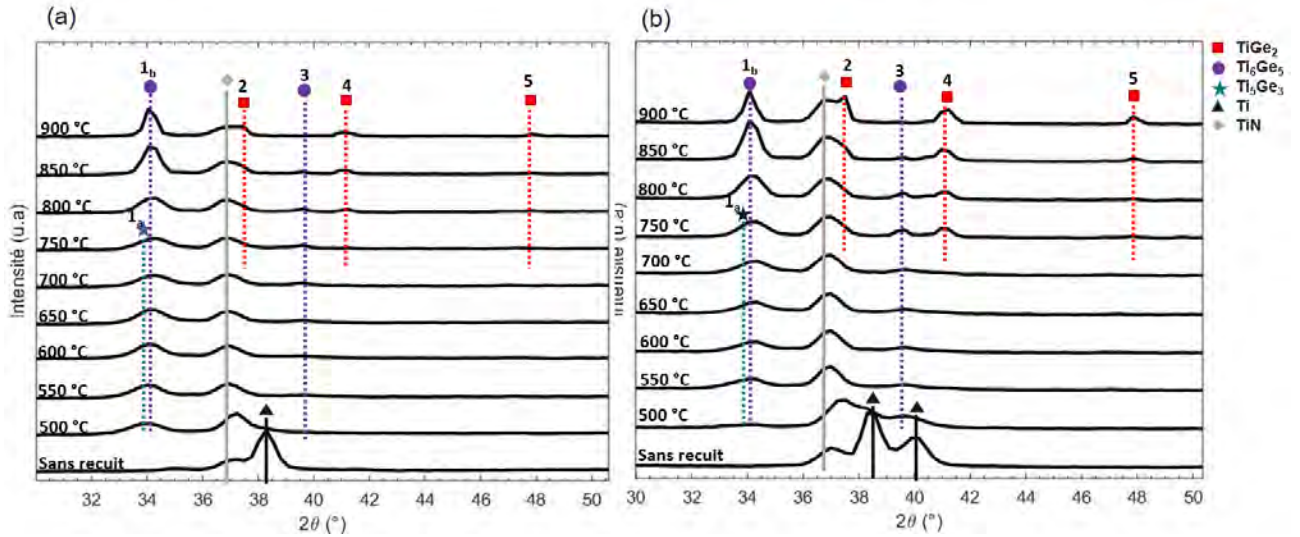 (a)
Intensité (u.a)
1b
2
3
4
5
900 °C
850 °C
800 °C
1a
750 °C
700 °C
650 °C
600 °C
550 °C
500 °C
Sans recuit
32 34 36 38 40 42 44 46 48 50
2θ (°)
(b)
1b
2
3
4
5
900 °C
850 °C
800 °C
1a
750 °C
700 °C
650 °C
600 °C
550 °C
500 °C
Sans recuit
30 32 34 36 38 40 42 44 46 48 50
2θ (°)
TiGe2
Ti6Ge5
Ti5Ge3
Ti
TiN